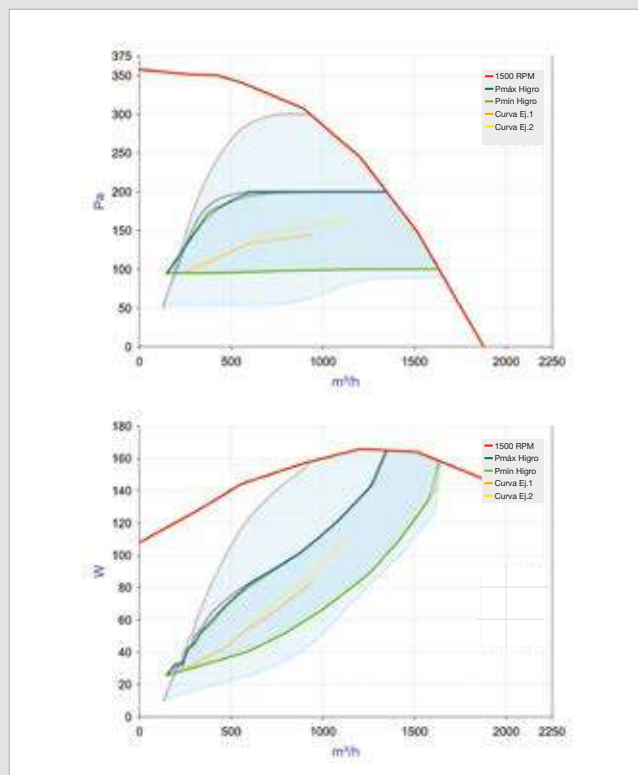 375
350
300
250
200
150
100
50
0
Pa
0 500 1000 1500 2000 2250
m³/h
1500 RPM
Pmáx Higro
Pmín Higro
Curva Ej.1
Curva Ej.2
180
160
140
120
100
80
60
40
20
0
W
0 500 1000 1500 2000 2250
m³/h
1500 RPM
Pmáx Higro
Pmín Higro
Curva Ej.1
Curva Ej.2